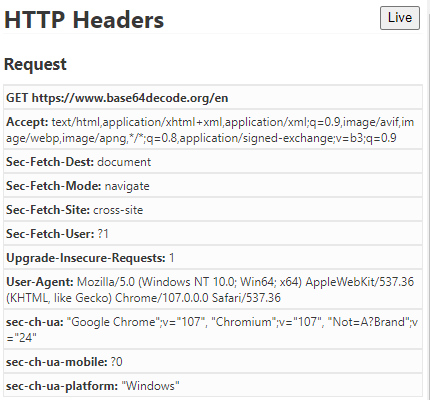 HTTP Headers
Live
Request
GET https://www.base64decode.org/en
Accept: text/html,application/xhtml+xml,application/xml;q=0.9,image/avif,im
age/webp,image/apng,*/*;q=0.8,application/signed-exchange;v=b3;q=0.9
Sec-Fetch-Dest: document
Sec-Fetch-Mode: navigate
Sec-Fetch-Site: cross-site
Sec-Fetch-User: ?1
Upgrade-Insecure-Requests: 1
User-Agent: Mozilla/5.0 (Windows NT 10.0; Win64; x64) AppleWebKit/537.36
(KHTML, like Gecko) Chrome/107.0.0.0 Safari/537.36
sec-ch-ua: "Google Chrome";v="107", "Chromium";v="107", "Not=A?Brand";v
="24"
sec-ch-ua-mobile: ?0
sec-ch-ua-platform: "Windows"